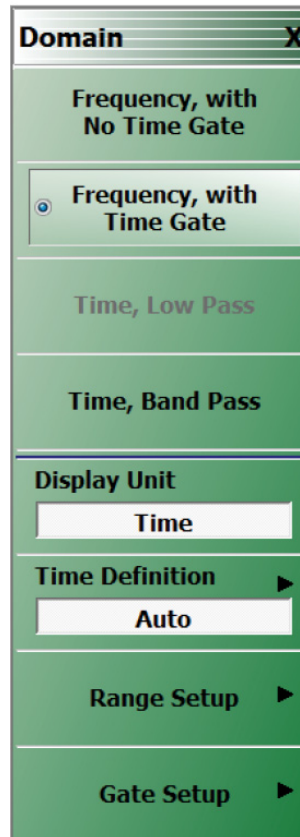 Domain X
Frequency, with
No Time Gate
Frequency, with
Time Gate
Time, Low Pass
Time, Band Pass
Display Unit
Time
Time Definition
Auto
Range Setup
Gate Setup